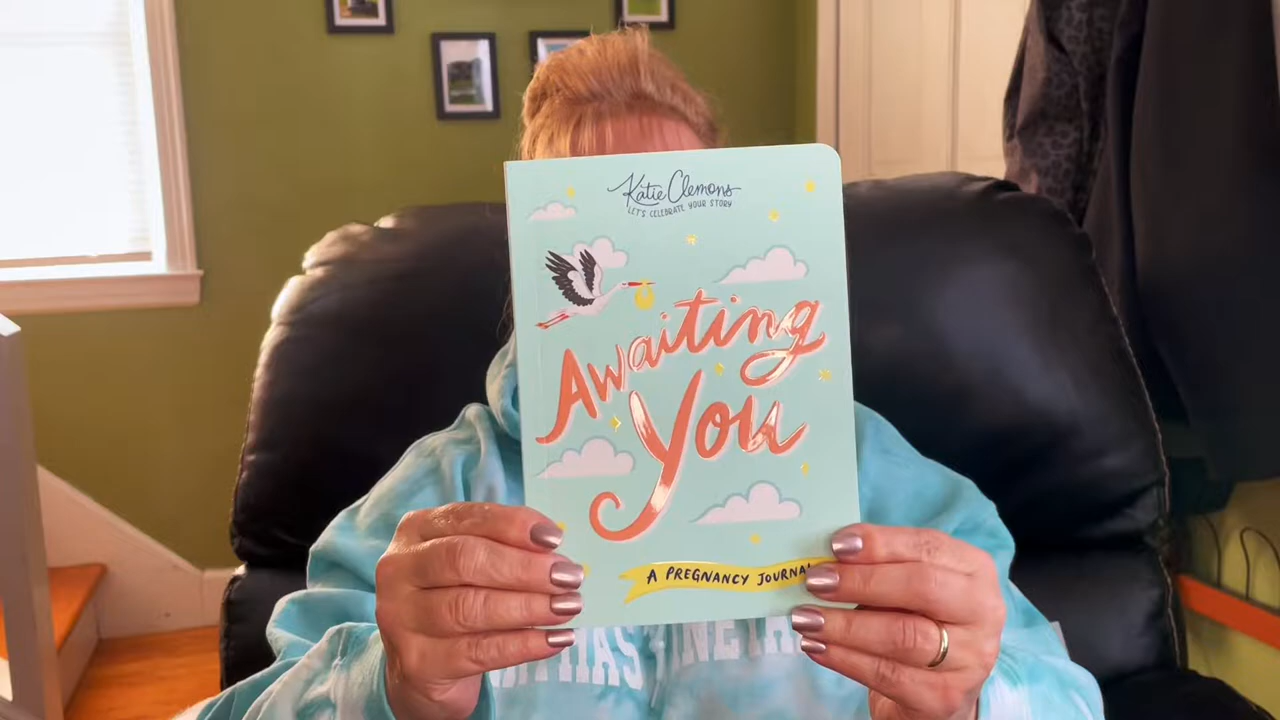 Katie Clemons
LET'S CELEBRATE YOUR STORY
Awaiting
You
A PREGNANCY JOURNAL